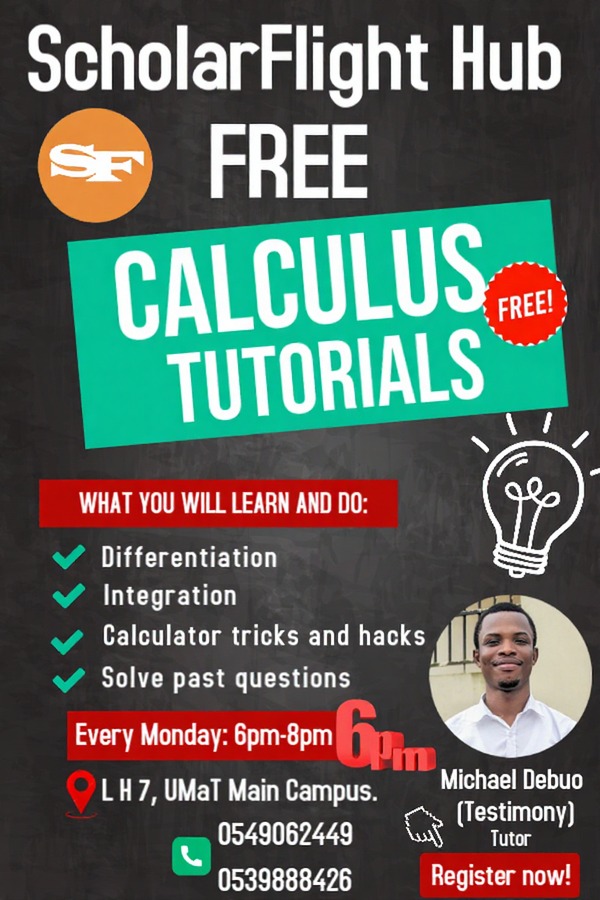 ScholarFlight Hub
SF
FREE
CALCULUS
FREE!
TUTORIALS
WHAT YOU WILL LEARN AND DO:
Differentiation
Integration
Calculator tricks and hacks
Solve past questions
Every Monday: 6pm-8pm
6pm
L H 7, UMaT Main Campus.
0549062449
0539888426
Michael Debuo
(Testimony)
Tutor
Register now!